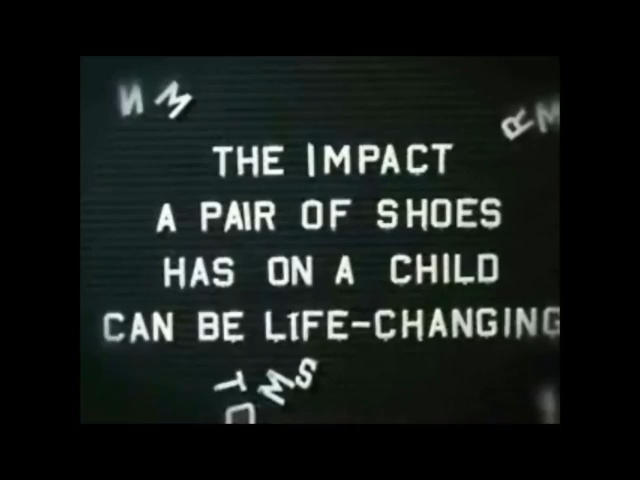 N M
R M
THE IMPACT
A PAIR OF SHOES
HAS ON A CHILD
CAN BE LIFE-CHANGING
T M S
D